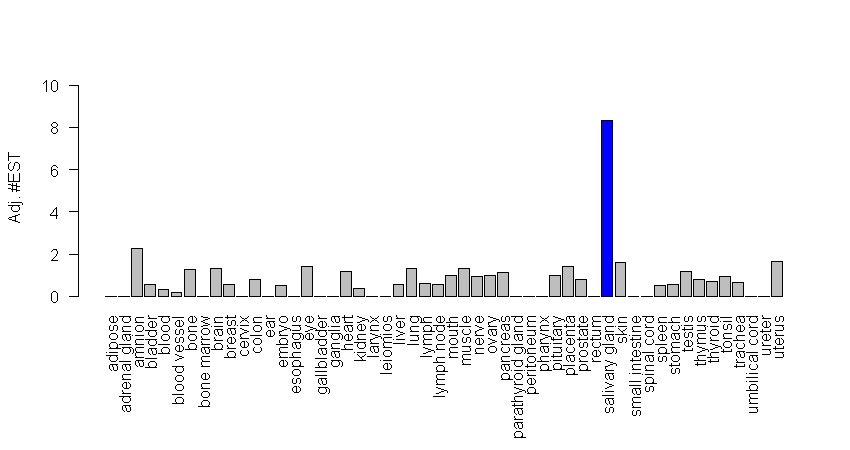 10
8
6
4
2
0
Adj. #EST
adipose
adrenal gland
amnion
bladder
blood
blood vessel
bone
bone marrow
brain
breast
cervix
colon
ear
embryo
esophagus
eye
gallbladder
ganglia
heart
kidney
larynx
leiomios
liver
lung
lymph
lymph node
mouth
muscle
nerve
ovary
pancreas
parathyroid gland
peritoneum
pharynx
pituitary
placenta
prostate
rectum
salivary gland
skin
small intestine
spinal cord
spleen
stomach
testis
thymus
thyroid
tonsil
trachea
umbilical cord
ureter
uterus